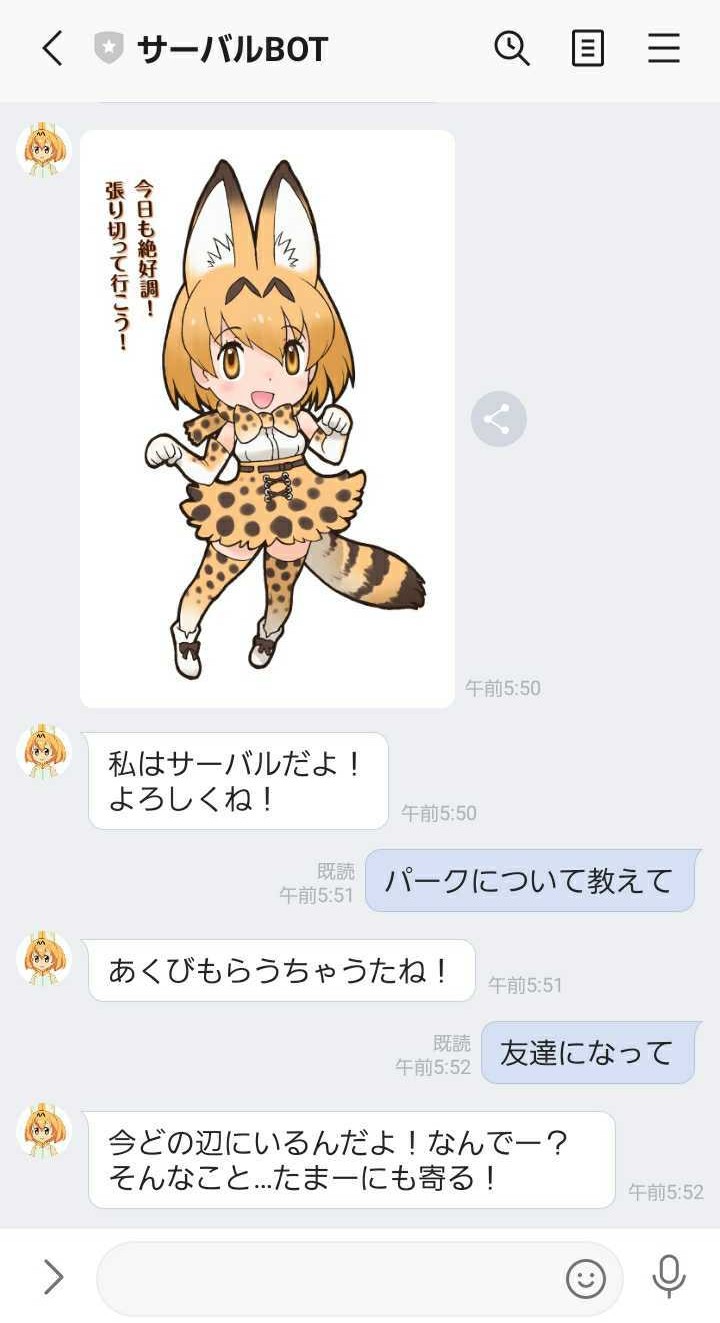 サーバルBOT
今日も絶好調！
張り切って行こう！
午前5:50
私はサーバルだよ！
よろしくね！
午前5:50
既読
午前5:51
パークについて教えて
あくびもらうちゃうたね！
午前5:51
既読
午前5:52
友達になって
今どの辺にいるんだよ！なんでー？
そんなこと…たまーにも寄る！
午前5:52